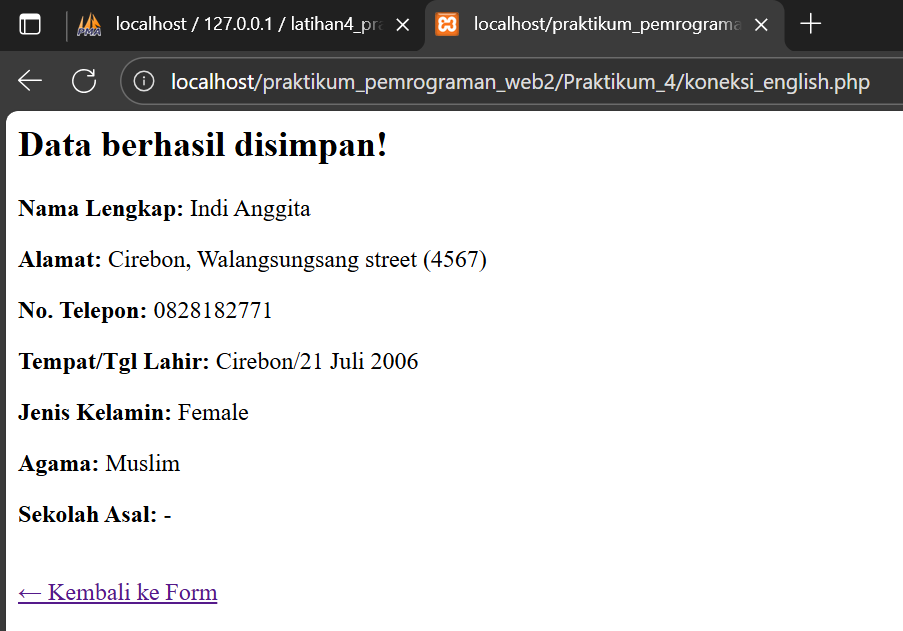 localhost / 127.0.0.1 / latihan4_pra
localhost/praktikum_pemrograma
localhost/praktikum_pemrograman_web2/Praktikum_4/koneksi_english.php
Data berhasil disimpan!
Nama Lengkap: Indi Anggita
Alamat: Cirebon, Walangsungsang street (4567)
No. Telepon: 0828182771
Tempat/Tgl Lahir: Cirebon/21 Juli 2006
Jenis Kelamin: Female
Agama: Muslim
Sekolah Asal: -
← Kembali ke Form